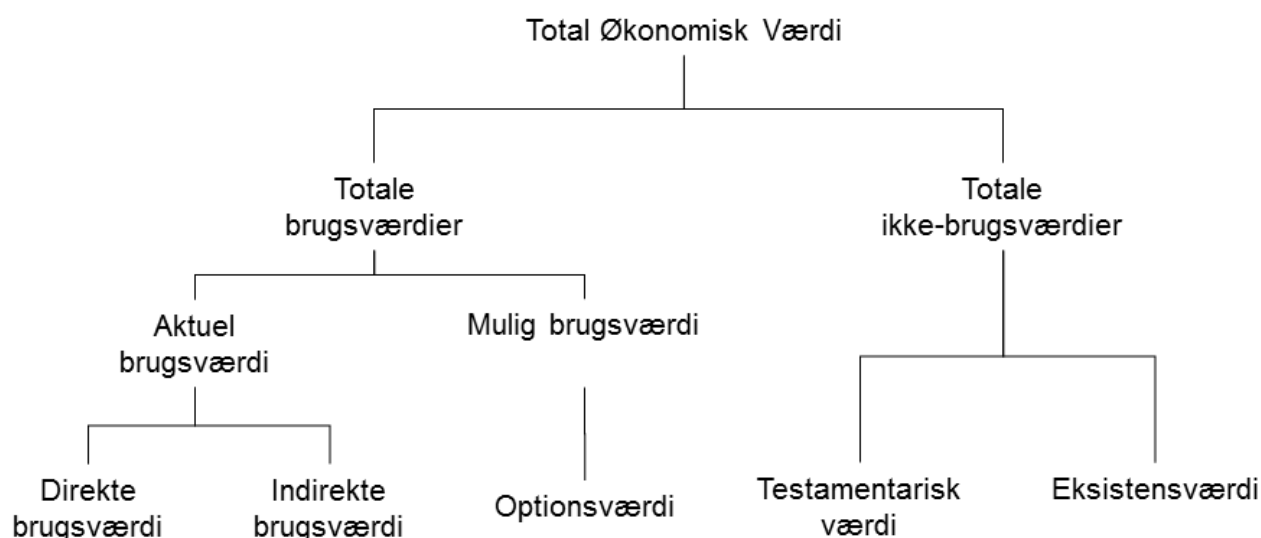 Total Økonomisk Værdi
Totale
brugsværdier
Totale
ikke-brugsværdier
Aktuel
brugsværdi
Mulig brugsværdi
Direkte
brugsværdi
Indirekte
brugsværdi
Optionsværdi
Testamentarisk
værdi
Eksistensværdi